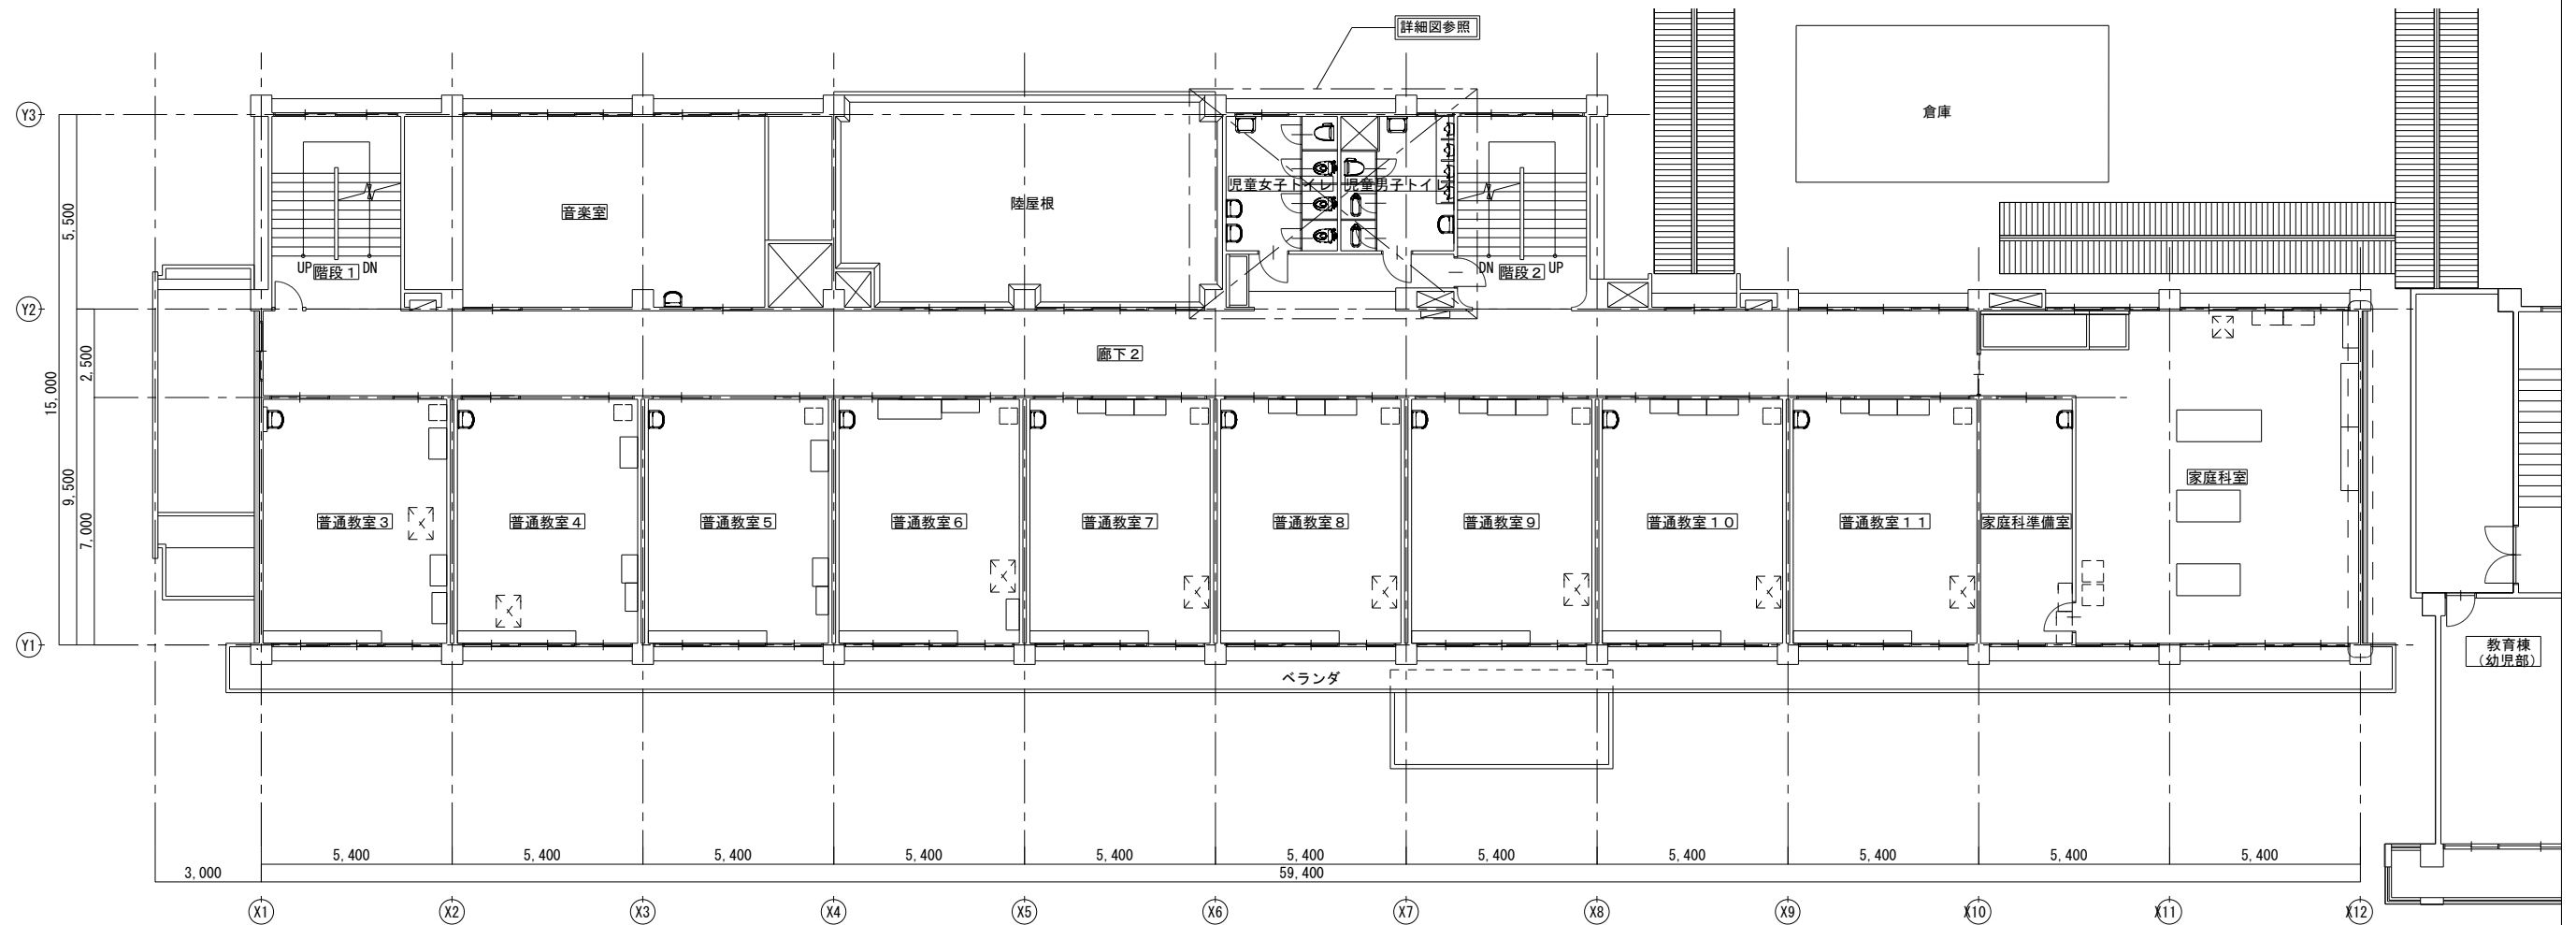 詳細図参照
Y3
倉庫
児童女子トイレ
児童男子トイレ
陸屋根
音楽室
5,500
UP
階段1
DN
DN
階段2
UP
Y2
廊下2
2,500
15,000
9,500
7,000
家庭科室
普通教室3
普通教室4
普通教室5
普通教室6
普通教室7
普通教室8
普通教室9
普通教室10
普通教室11
家庭科準備室
Y1
教育棟
(幼児部)
ベランダ
5,400
5,400
5,400
5,400
5,400
5,400
5,400
5,400
5,400
5,400
5,400
3,000
59,400
X1
X2
X3
X4
X5
X6
X7
X8
X9
X10
X11
X12